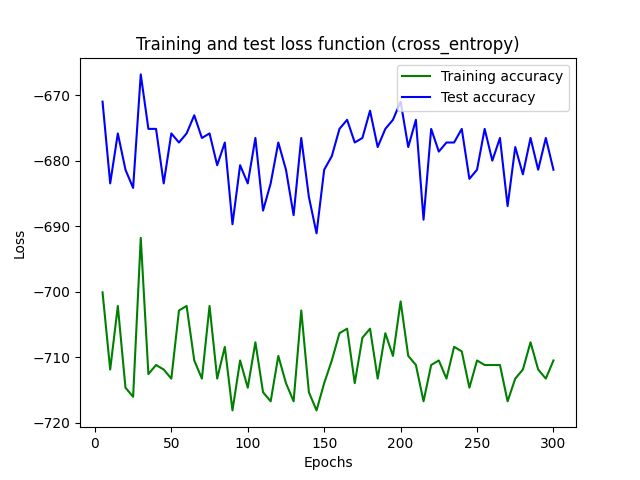 Training and test loss function (cross_entropy)
Training accuracy
Test accuracy
−670
−680
−690
−700
−710
−720
Loss
0 50 100 150 200 250 300
Epochs